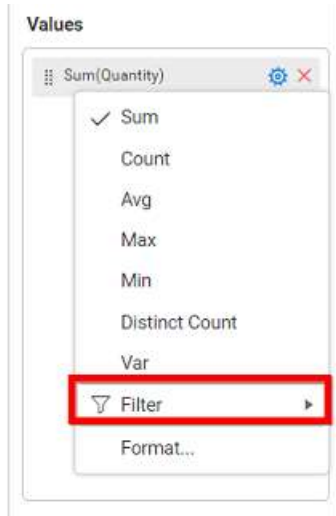 Values
Sum(Quantity)
Sum
Count
Avg
Max
Min
Distinct Count
Var
Filter
Format...